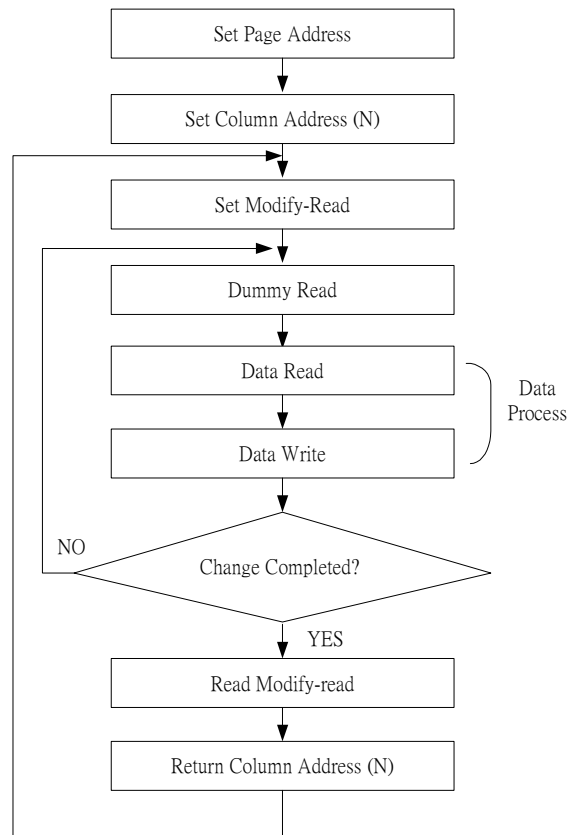 Set Page Address
Set Column Address (N)
Set Modify-Read
Dummy Read
Data Read
Data
Process
Data Write
NO
Change Completed?
YES
Read Modify-read
Return Column Address (N)